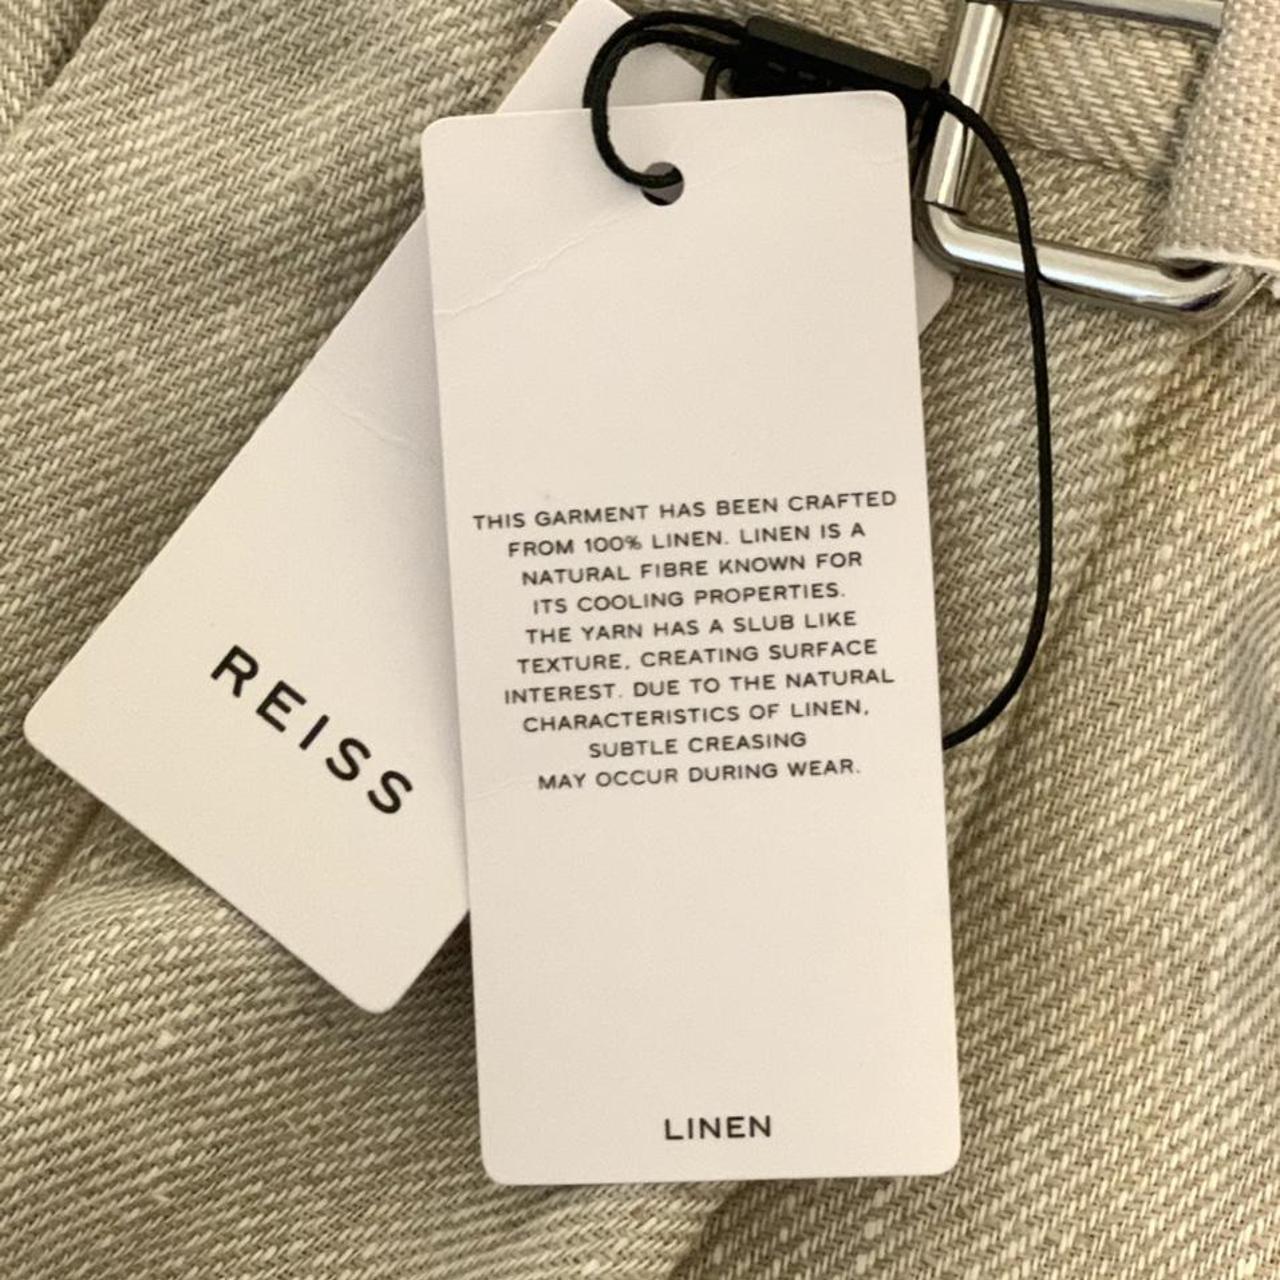 THIS GARMENT HAS BEEN CRAFTED
FROM 100% LINEN. LINEN IS A
NATURAL FIBRE KNOWN FOR
ITS COOLING PROPERTIES.
THE YARN HAS A SLUB LIKE
TEXTURE, CREATING SURFACE
INTEREST. DUE TO THE NATURAL
CHARACTERISTICS OF LINEN,
SUBTLE CREASING
MAY OCCUR DURING WEAR.
LINEN
REISS